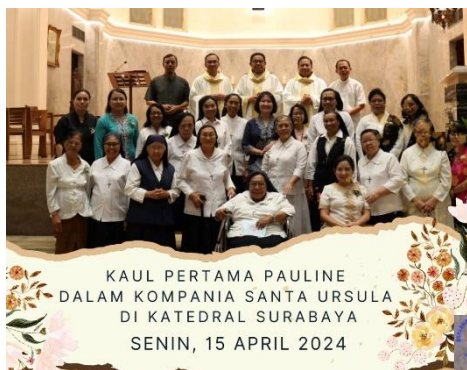 KAUL PERTAMA PAULINE
DALAM KOMPANIA SANTA URSULA
DI KATEDRAL SURABAYA
SENIN, 15 APRIL 2024